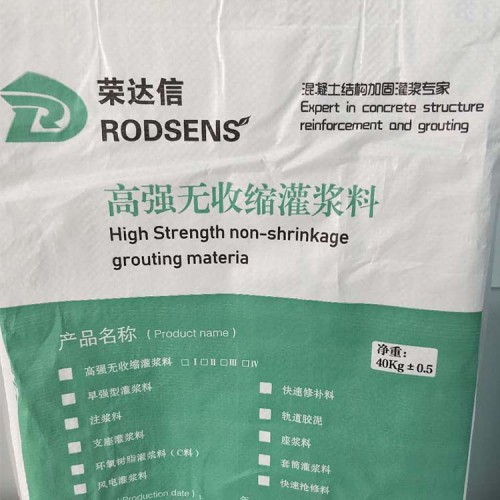 荣达信
RODSENS
混凝土结构加固灌浆专家
Expert in concrete structure
reinforcement and grouting
高强无收缩灌浆料
High Strength non-shrinkage
grouting materia
产品名称 (Product name)
净重:
40Kg±0.5
□ 高强无收缩灌浆料 □Ⅰ□Ⅱ□Ⅲ□Ⅳ
□ 早强型灌浆料
□ 注浆料
□ 支座灌浆料
□ 环氧树脂灌浆料(C料)
□ 风电灌浆料
□ 快速修补料
□ 轨道胶泥
□ 座浆料
□ 套筒灌浆料
□ 快速抢修料
(Production date)